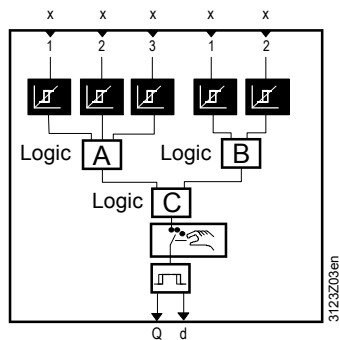 x x x x x
1 2 3 1 2
Logic A Logic B
Logic C
3123Z03en
Q d